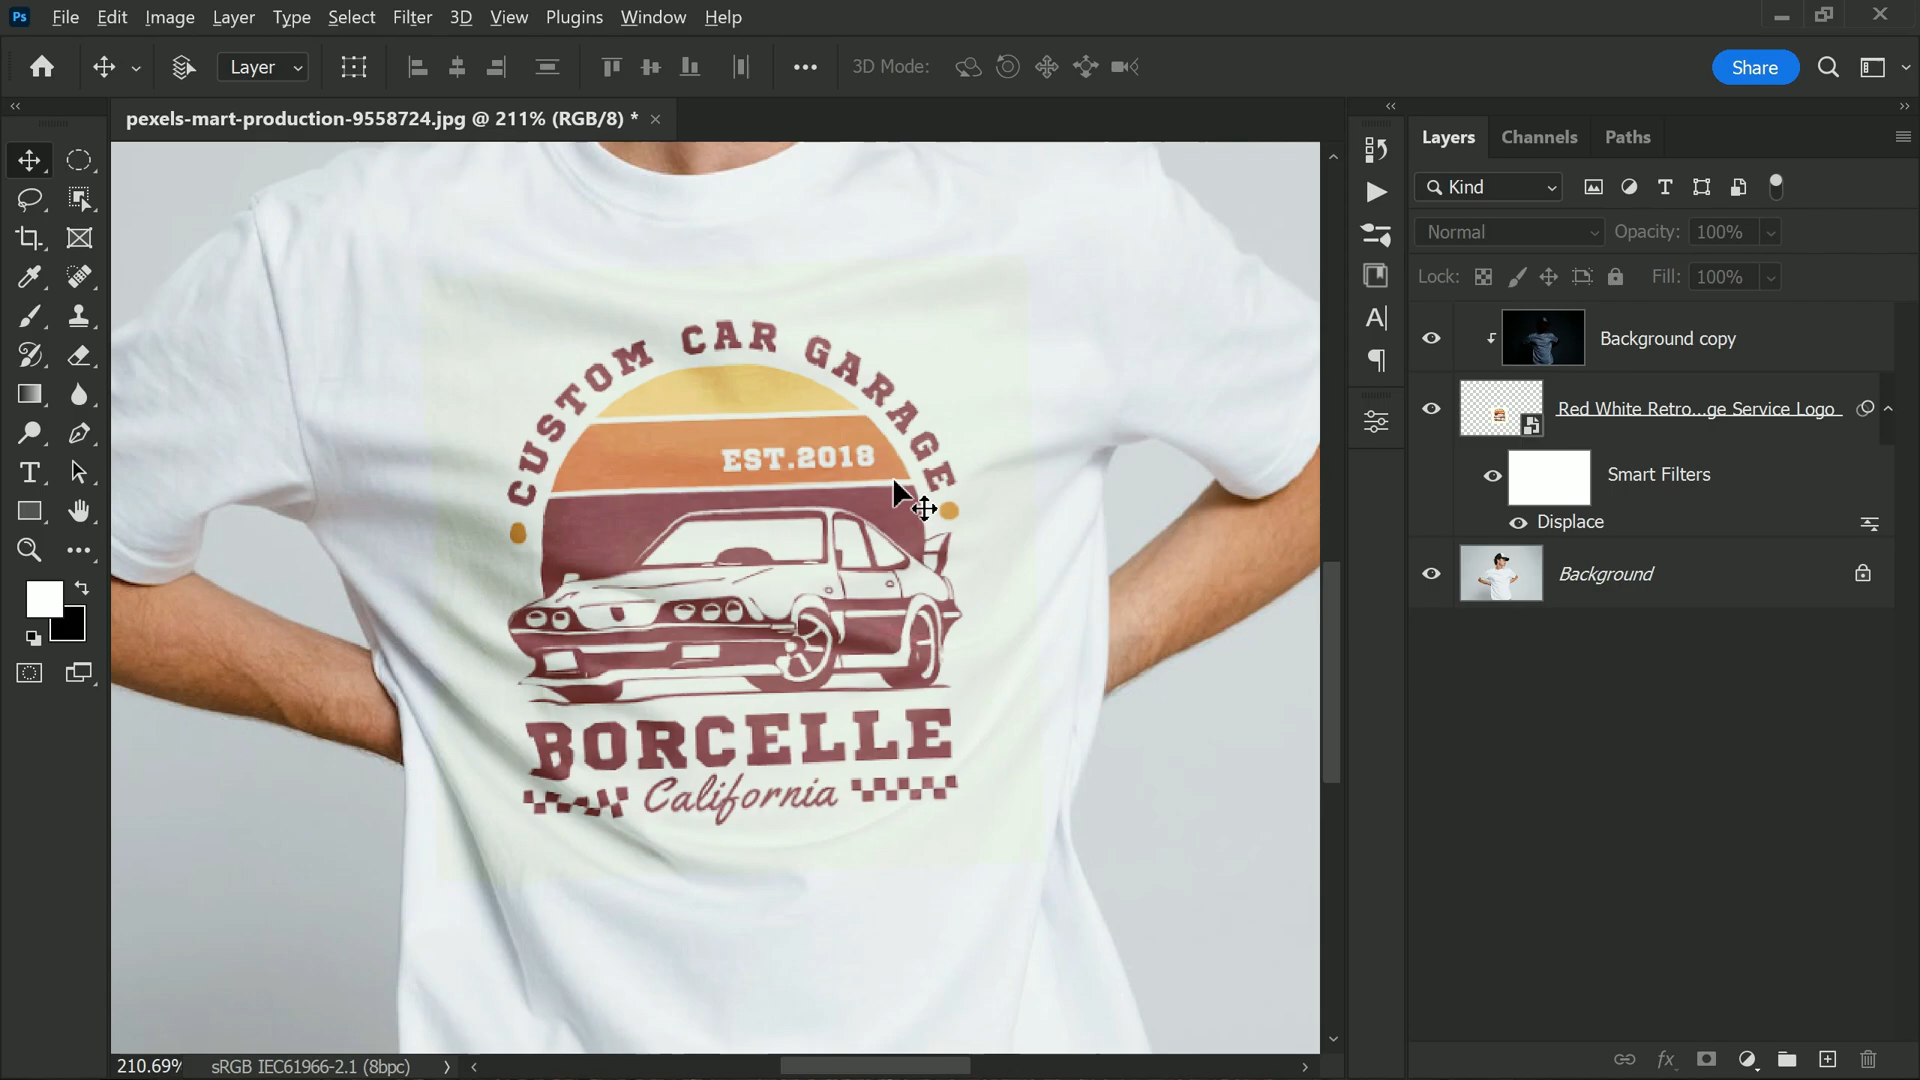 Ps File Edit Image Layer Type Select Filter 3D View Plugins Window Help
Layer 3D Mode: Share
pexels-mart-production-9558724.jpg @ 211% (RGB/8) * ×
CUSTOM CAR GARAGE
EST.2018
BORCELLE
California
Layers Channels Paths
Kind
Normal Opacity: 100%
Lock: Fill: 100%
Background copy
Red White Retro...ge Service Logo
Smart Filters
Displace
Background
210.69% sRGB IEC61966-2.1 (8bpc)